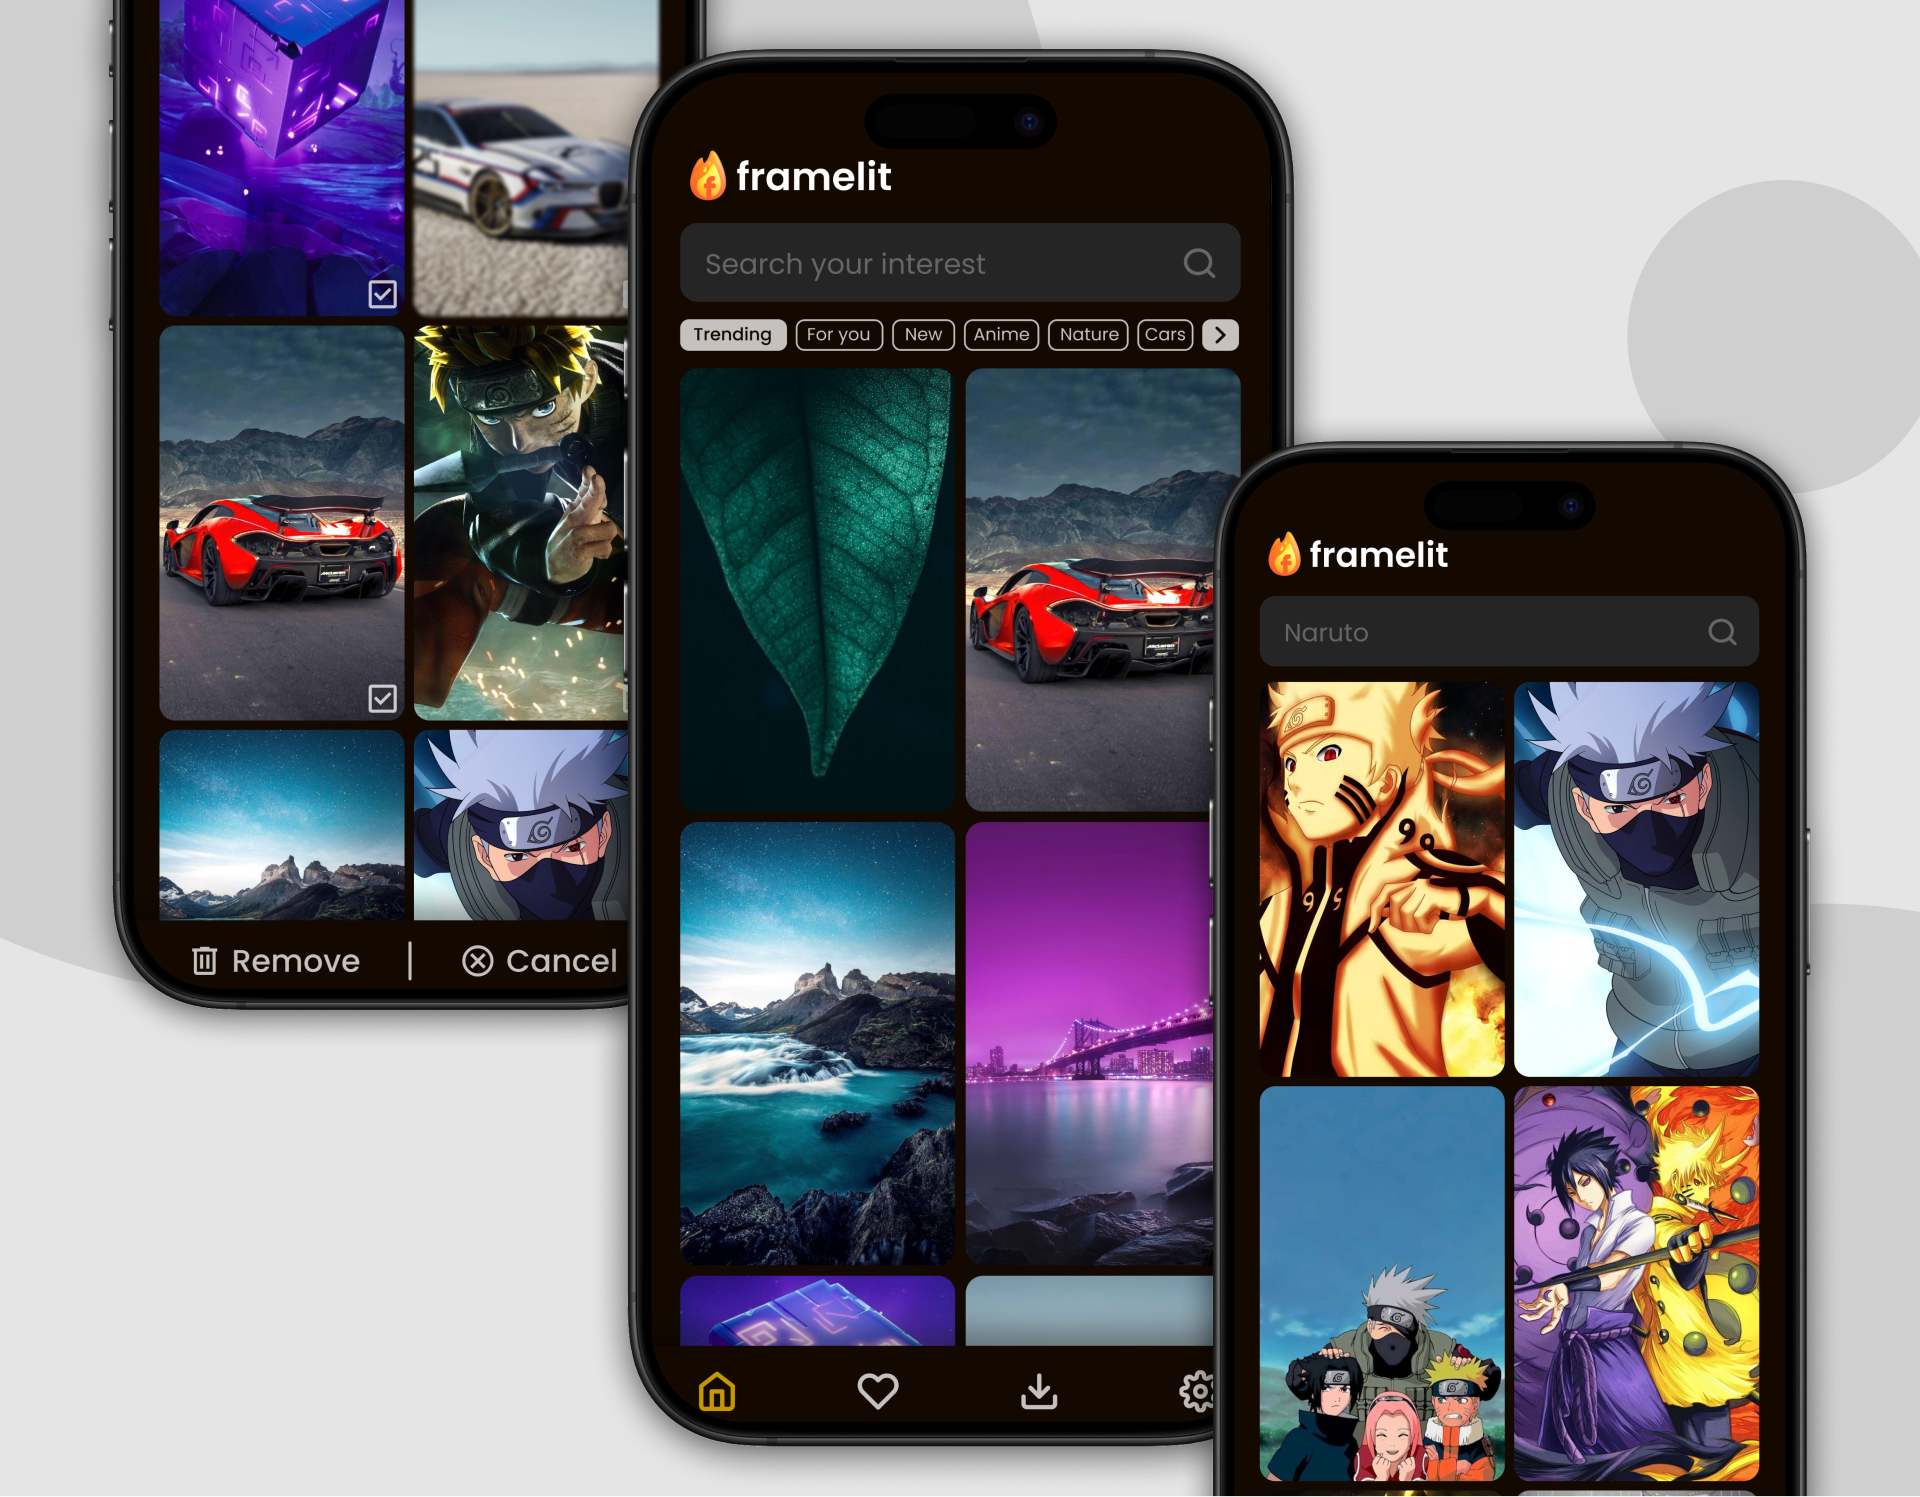 Remove
Cancel
framelit
Search your interest
Trending
For you
New
Anime
Nature
Cars
framelit
Naruto